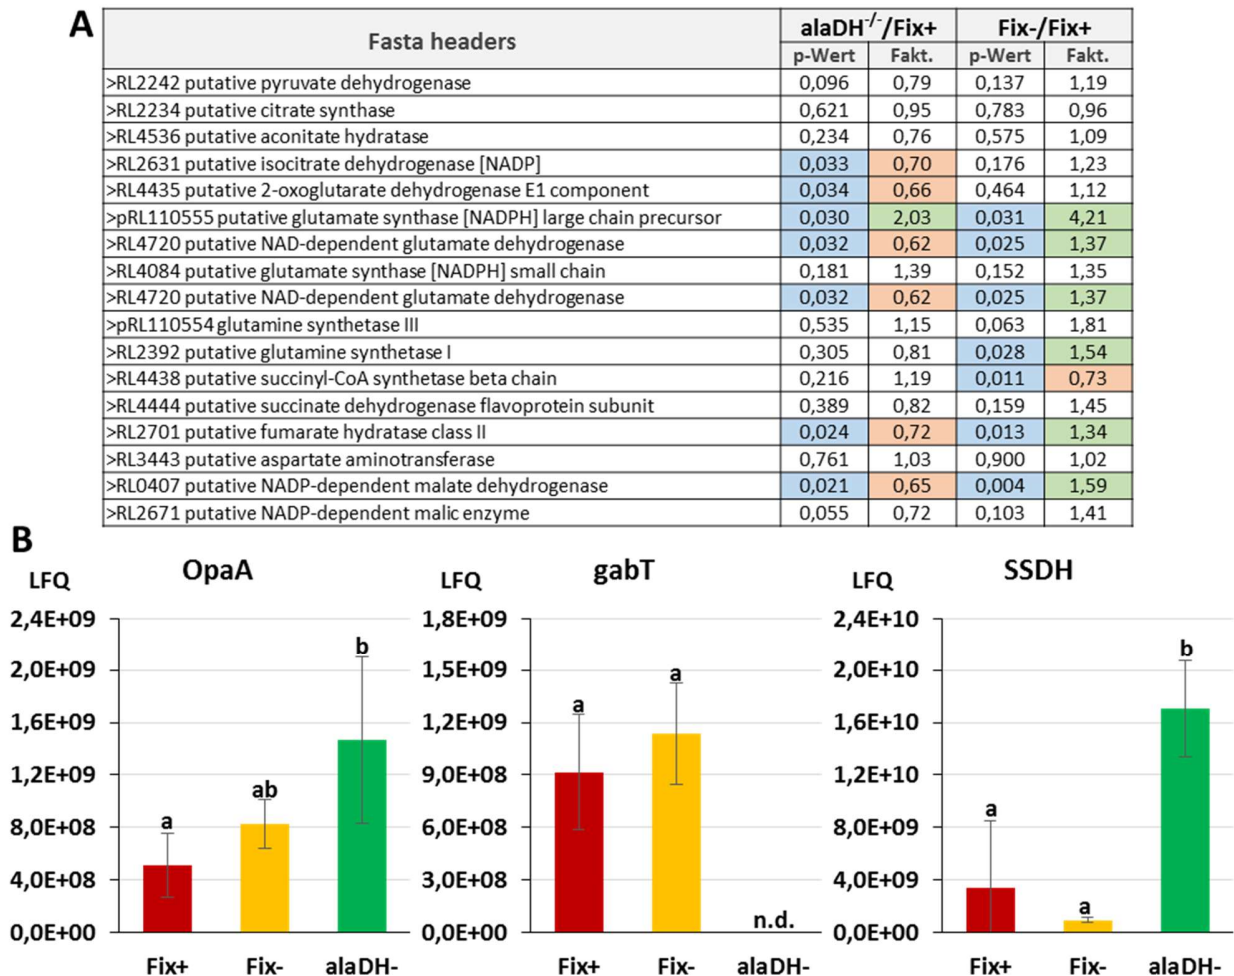 A
Fasta headers alaDH-/-/Fix+ Fix-/Fix+
p-Wert Fakt. p-Wert Fakt.
>RL2242 putative pyruvate dehydrogenase 0,096 0,79 0,137 1,19
>RL2234 putative citrate synthase 0,621 0,95 0,783 0,96
>RL4536 putative aconitate hydratase 0,234 0,76 0,575 1,09
>RL2631 putative isocitrate dehydrogenase [NADP] 0,033 0,70 0,176 1,23
>RL4435 putative 2-oxoglutarate dehydrogenase E1 component 0,034 0,66 0,464 1,12
>pRL110555 putative glutamate synthase [NADPH] large chain precursor 0,030 2,03 0,031 4,21
>RL4720 putative NAD-dependent glutamate dehydrogenase 0,032 0,62 0,025 1,37
>RL4084 putative glutamate synthase [NADPH] small chain 0,181 1,39 0,152 1,35
>RL4720 putative NAD-dependent glutamate dehydrogenase 0,032 0,62 0,025 1,37
>pRL110554 glutamine synthetase III 0,535 1,15 0,063 1,81
>RL2392 putative glutamine synthetase I 0,305 0,81 0,028 1,54
>RL4438 putative succinyl-CoA synthetase beta chain 0,216 1,19 0,011 0,73
>RL4444 putative succinate dehydrogenase flavoprotein subunit 0,389 0,82 0,159 1,45
>RL2701 putative fumarate hydratase class II 0,024 0,72 0,013 1,34
>RL3443 putative aspartate aminotransferase 0,761 1,03 0,900 1,02
>RL0407 putative NADP-dependent malate dehydrogenase 0,021 0,65 0,004 1,59
>RL2671 putative NADP-dependent malic enzyme 0,055 0,72 0,103 1,41
B
OpaA
LFQ
2,4E+09
2,0E+09
1,6E+09
1,2E+09
8,0E+08
4,0E+08
0,0E+00
a ab b
Fix+ Fix- alaDH-
gabT
LFQ
1,8E+09
1,5E+09
1,2E+09
9,0E+08
6,0E+08
3,0E+08
0,0E+00
a a n.d.
Fix+ Fix- alaDH-
SSDH
LFQ
2,4E+10
2,0E+10
1,6E+10
1,2E+10
8,0E+09
4,0E+09
0,0E+00
a a b
Fix+ Fix- alaDH-